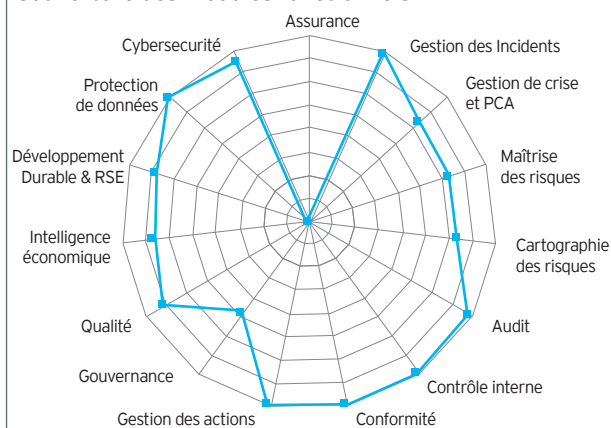 Assurance
Gestion des Incidents
Gestion de crise
et PCA
Maîtrise
des risques
Cartographie
des risques
Audit
Contrôle interne
Conformité
Gestion des actions
Gouvernance
Qualité
Intelligence
économique
Développement
Durable & RSE
Protection
de données
Cybersecurité